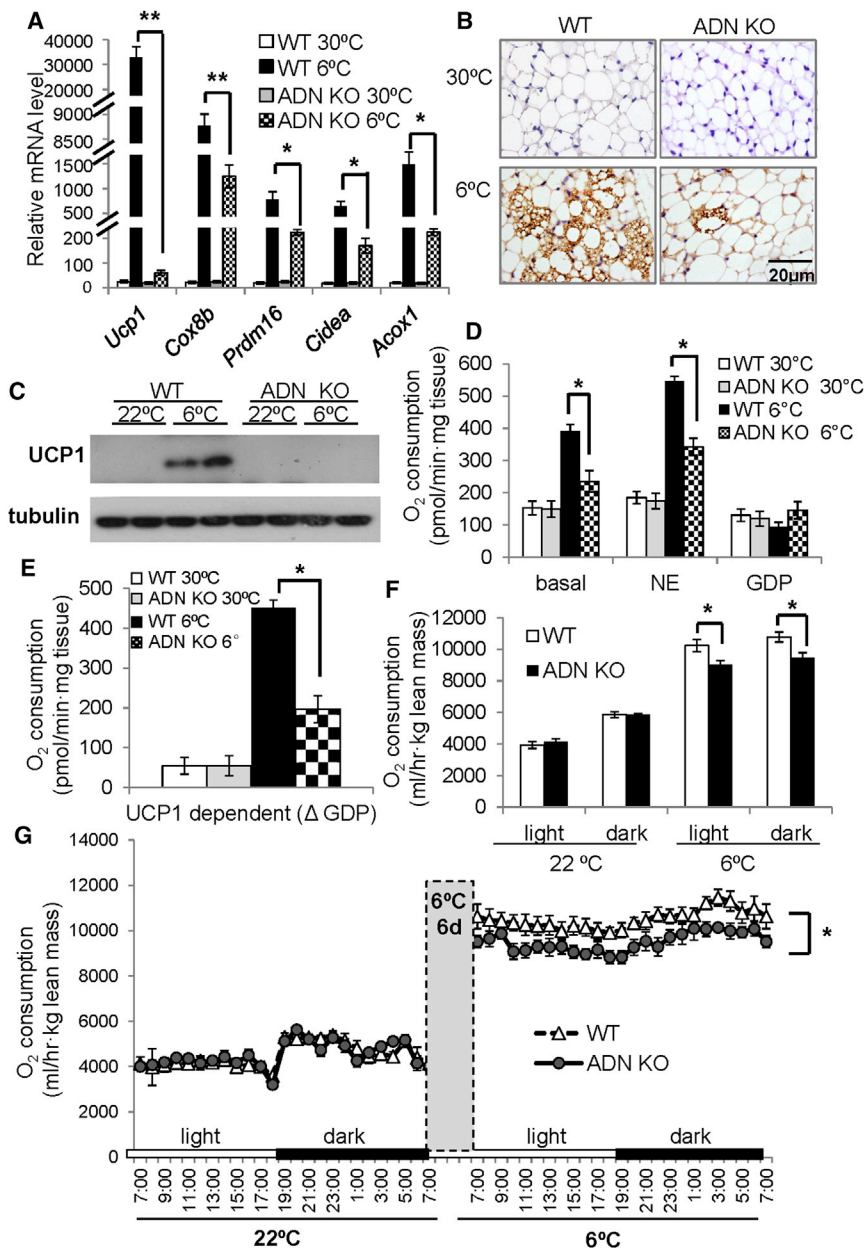 A
Relative mRNA level
40000
30000
20000
9000
8500
1500
1000
500
200
100
0
**
**
*
*
*
WT 30ºC
WT 6ºC
ADN KO 30ºC
ADN KO 6ºC
Ucp1
Cox8b
Prdm16
Cidea
Acox1
B
WT
ADN KO
30ºC
6ºC
20µm
C
WT
ADN KO
22ºC
6ºC
22ºC
6ºC
UCP1
tubulin
D
O2 consumption
(pmol/min·mg tissue)
600
500
400
300
200
100
0
*
*
WT 30°C
ADN KO 30°C
WT 6°C
ADN KO 6°C
basal
NE
GDP
E
O2 consumption
(pmol/min·mg tissue)
500
400
300
200
100
0
WT 30ºC
ADN KO 30ºC
WT 6ºC
ADN KO 6°
*
UCP1 dependent (Δ GDP)
F
O2 consumption
(ml/hr·kg lean mass)
12000
10000
8000
6000
4000
2000
0
WT
ADN KO
*
*
light
dark
light
dark
22 ºC
6ºC
G
O2 consumption
(ml/hr·kg lean mass)
14000
12000
10000
8000
6000
4000
2000
0
6ºC
6d
*
WT
ADN KO
light
dark
light
dark
7:00
9:00
11:00
13:00
15:00
17:00
19:00
21:00
23:00
1:00
3:00
5:00
7:00
7:00
9:00
11:00
13:00
15:00
17:00
19:00
21:00
23:00
1:00
3:00
5:00
7:00
22ºC
6ºC